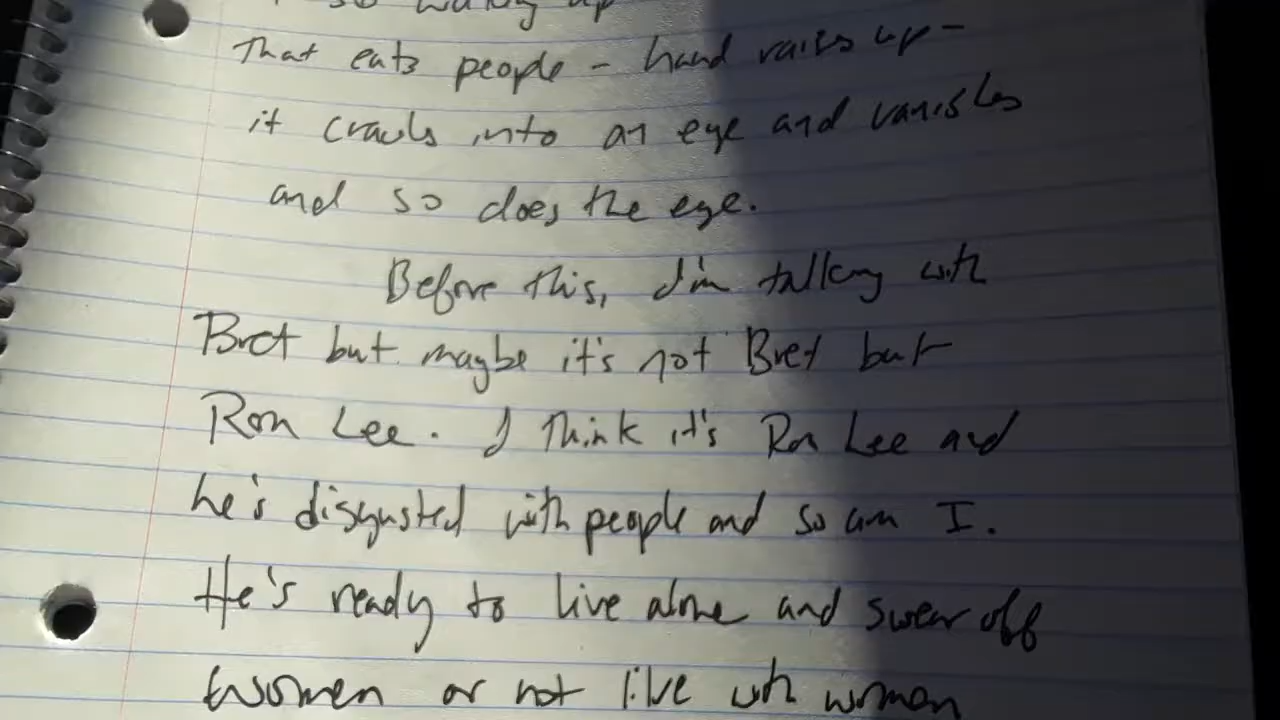 so waking up
That eats people - hand raises up -
it crawls into an eye and vanishes
and so does the eye.
Before this, I'm talking with
Bret but maybe it's not Bret but
Ron Lee. I think it's Ron Lee and
he's disgusted with people and so am I.
He's ready to live alone and swear off
women or not live with women